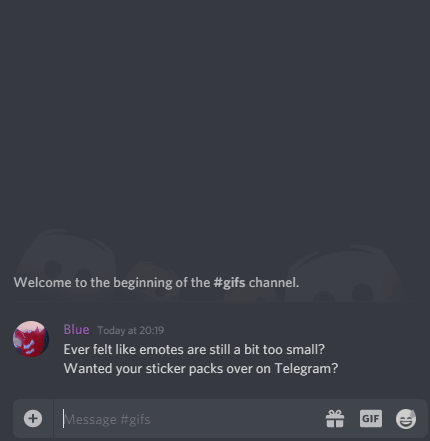 Welcome to the beginning of the #gifs channel.
Blue Today at 20:19
Ever felt like emotes are still a bit too small?
Wanted your sticker packs over on Telegram?
Message #gifs GIF